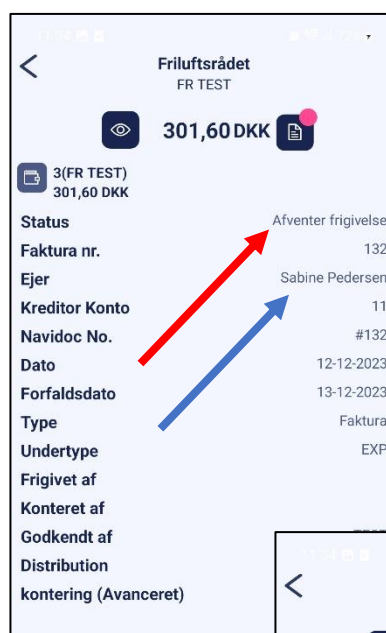 Friluftsrådet
FR TEST
301,60 DKK
3(FR TEST)
301,60 DKK
Status Afventer frigivelse
Faktura nr. 132
Ejer Sabine Pedersen
Kreditor Konto 11
Navidoc No. #132
Dato 12-12-2023
Forfaldsdato 13-12-2023
Type Faktura
Undertype EXP
Frigivet af
Konteret af
Godkendt af
Distribution
kontering (Avanceret)